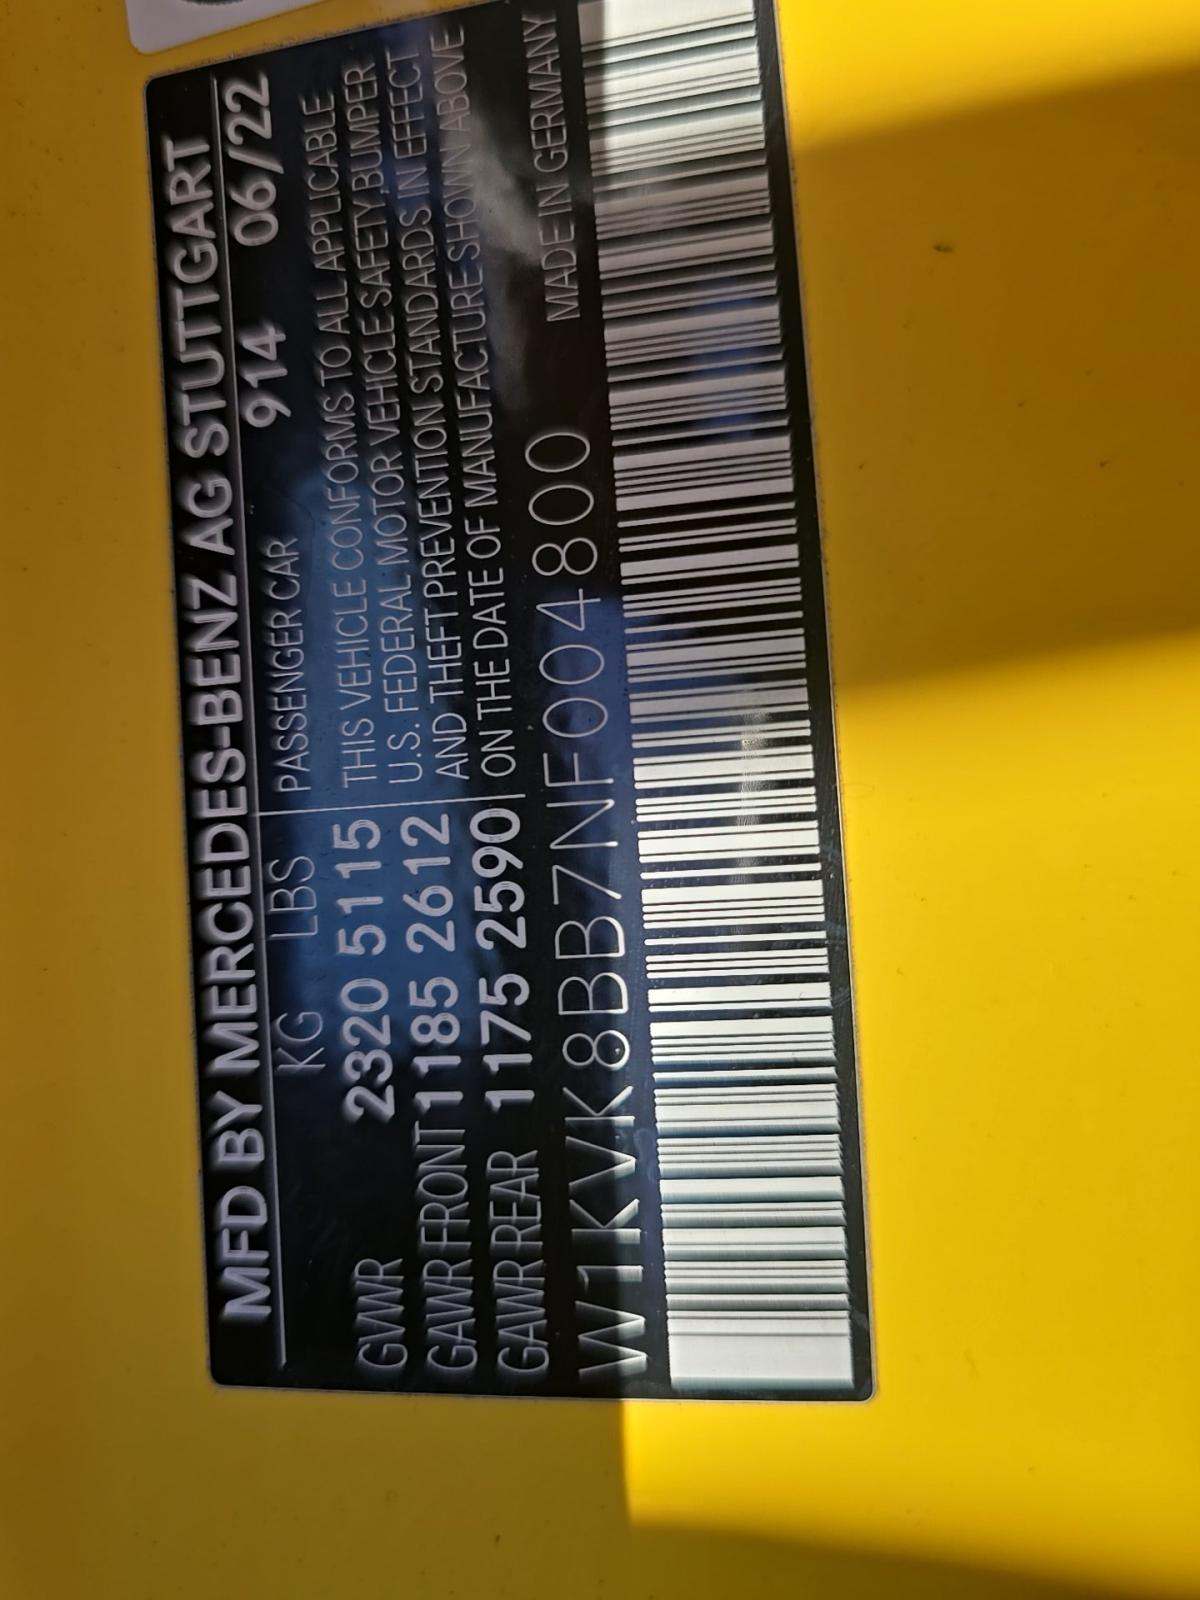 MFD BY MERCEDES-BENZ AG STUTTGART
KG LBS PASSENGER CAR 914 06/22
GVWR 2320 5115 THIS VEHICLE CONFORMS TO ALL APPLICABLE
GAWR FRONT 1185 2612 U.S. FEDERAL MOTOR VEHICLE SAFETY, BUMPER
GAWR REAR 1175 2590 AND THEFT PREVENTION STANDARDS IN EFFECT
ON THE DATE OF MANUFACTURE SHOWN ABOVE
W1KVK8BB7NF004800 MADE IN GERMANY